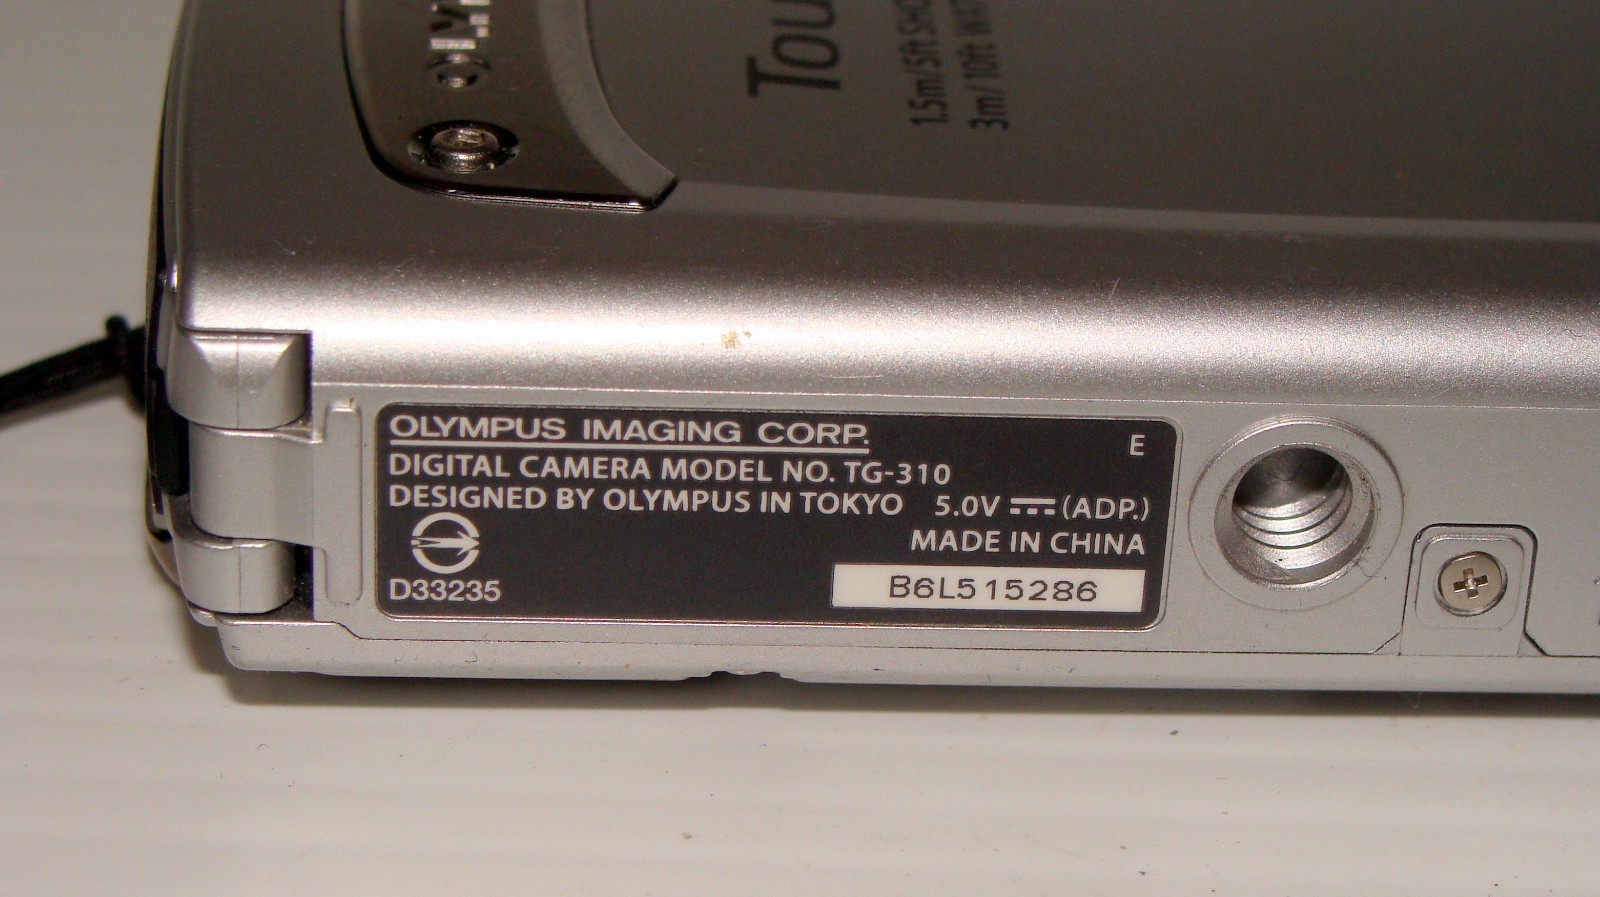 1.5m/5ft
3m/10ft
OLYMPUS IMAGING CORP.
E
DIGITAL CAMERA MODEL NO. TG-310
DESIGNED BY OLYMPUS IN TOKYO 5.0V ⎓ (ADP.)
MADE IN CHINA
D33235
B6L515286